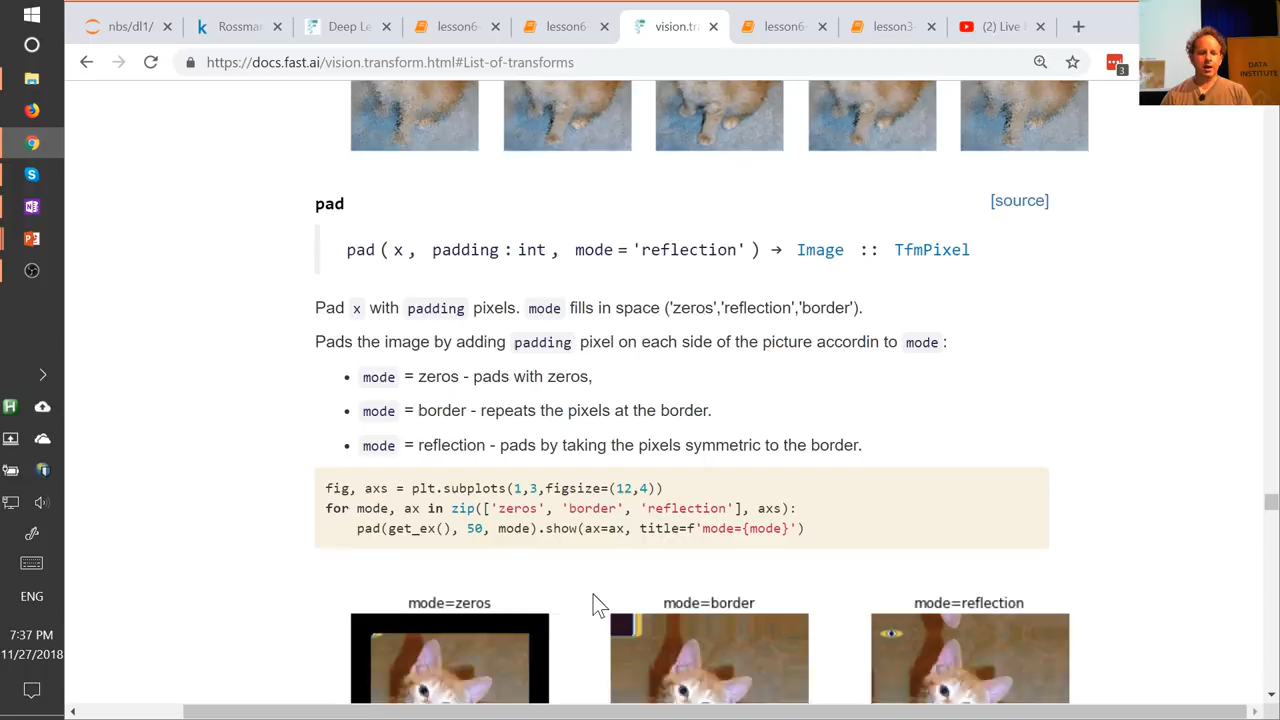 nbs/dl1/
Rossmar
Deep Le
lesson6-
lesson6-
vision.tr
lesson6-
lesson3-
(2) Live
https://docs.fast.ai/vision.transform.html#List-of-transforms
3
DATA
INSTITUTE
pad
[source]
pad ( x , padding : int , mode = 'reflection' ) → Image :: TfmPixel
Pad x with padding pixels. mode fills in space ('zeros','reflection','border').
Pads the image by adding padding pixel on each side of the picture accordin to mode :
• mode = zeros - pads with zeros,
• mode = border - repeats the pixels at the border.
• mode = reflection - pads by taking the pixels symmetric to the border.
fig, axs = plt.subplots(1,3,figsize=(12,4))
for mode, ax in zip(['zeros', 'border', 'reflection'], axs):
pad(get_ex(), 50, mode).show(ax=ax, title=f'mode={mode}')
mode=zeros
mode=border
mode=reflection
ENG
7:37 PM
11/27/2018